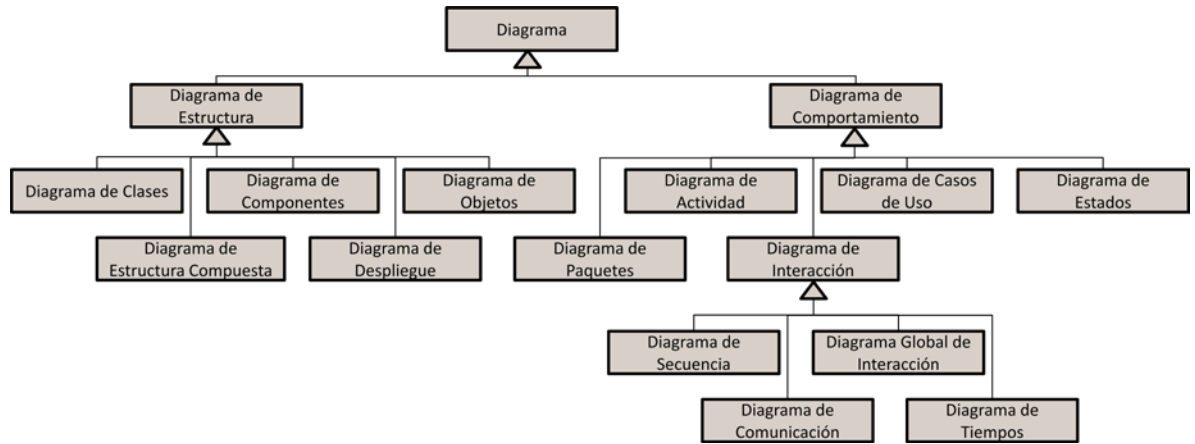 Diagrama
Diagrama de
Estructura
Diagrama de
Comportamiento
Diagrama de Clases
Diagrama de
Componentes
Diagrama de
Objetos
Diagrama de
Actividad
Diagrama de Casos
de Uso
Diagrama de
Estados
Diagrama de
Estructura Compuesta
Diagrama de
Despliegue
Diagrama de
Paquetes
Diagrama de
Interacción
Diagrama de
Secuencia
Diagrama Global de
Interacción
Diagrama de
Comunicación
Diagrama de
Tiempos